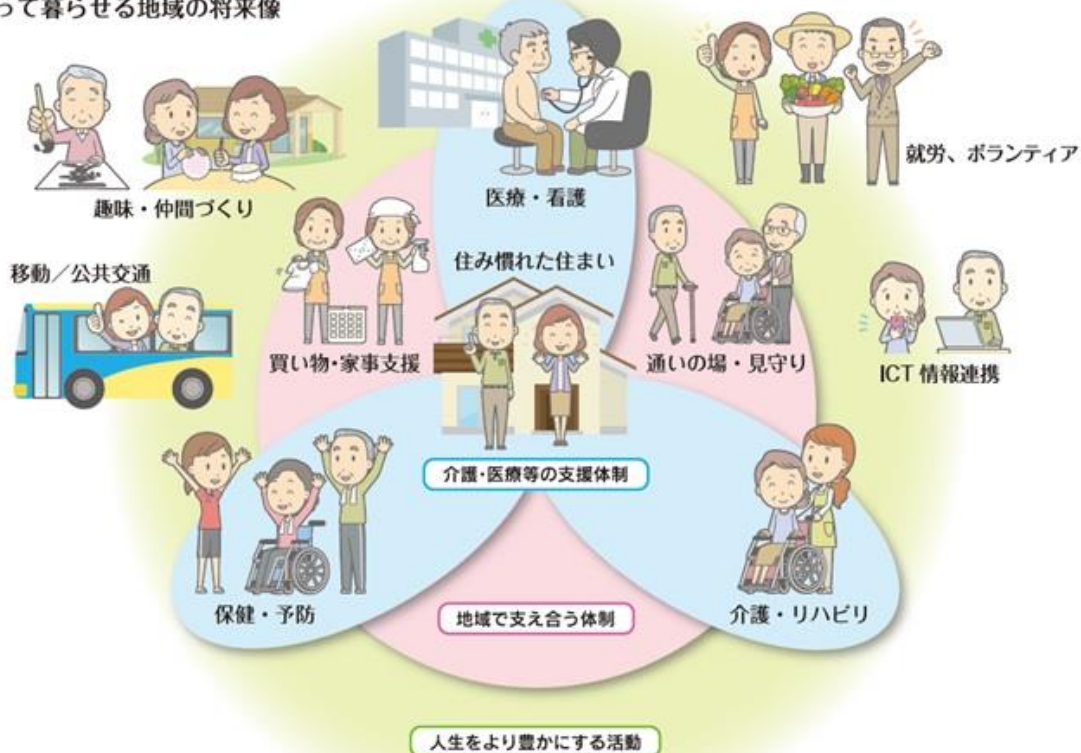 って暮らせる地域の将来像
就労、ボランティア
医療・看護
趣味・仲間づくり
住み慣れた住まい
移動／公共交通
買い物・家事支援
通いの場・見守り
ICT 情報連携
介護・医療等の支援体制
保健・予防
地域で支え合う体制
介護・リハビリ
人生をより豊かにする活動